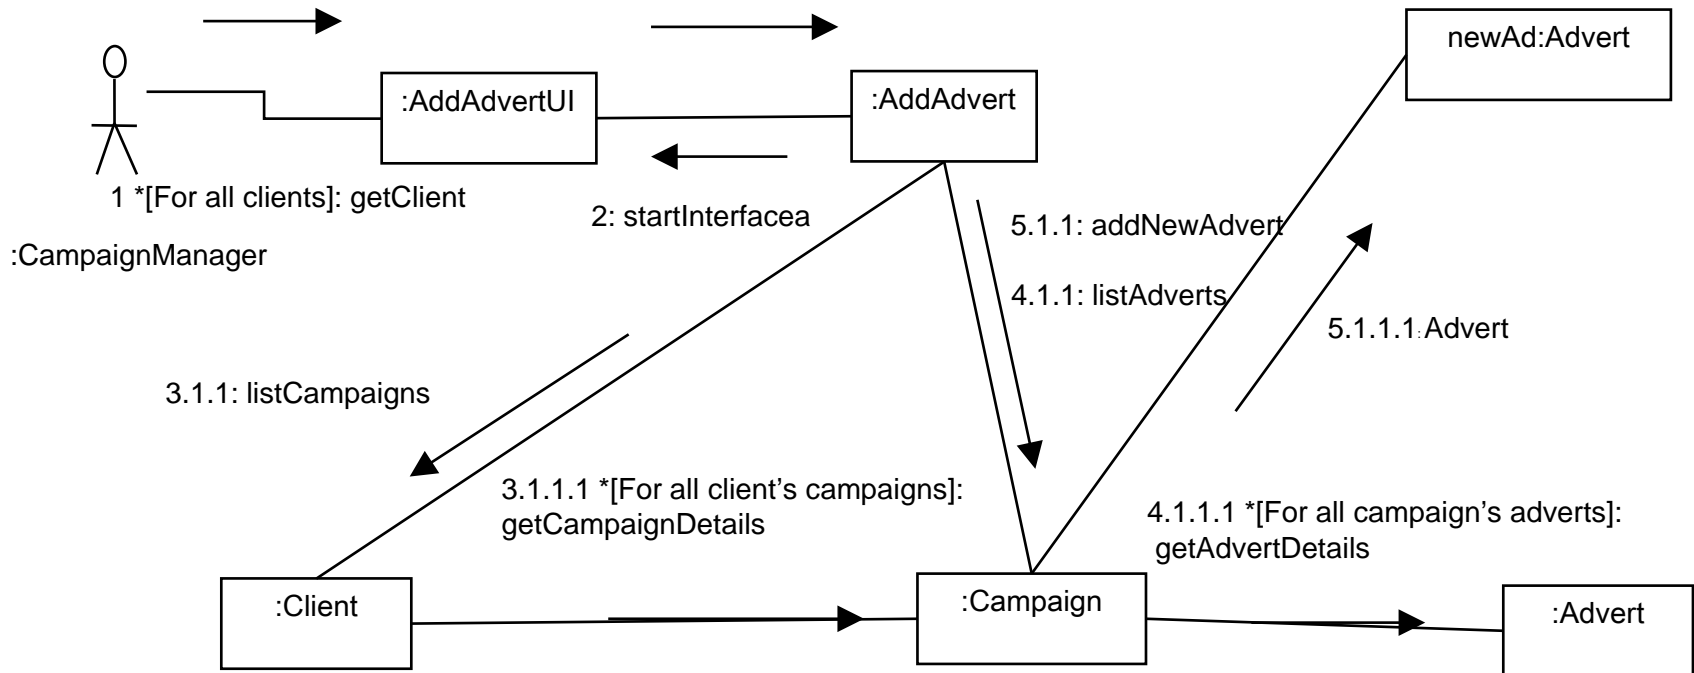 newAd:Advert
:AddAdvertUI
:AddAdvert
1 *[For all clients]: getClient
2: startInterfacea
:CampaignManager
5.1.1: addNewAdvert
4.1.1: listAdverts
5.1.1.1: Advert
3.1.1: listCampaigns
3.1.1.1 *[For all client’s campaigns]:
getCampaignDetails
4.1.1.1 *[For all campaign’s adverts]:
getAdvertDetails
:Client
:Campaign
:Advert